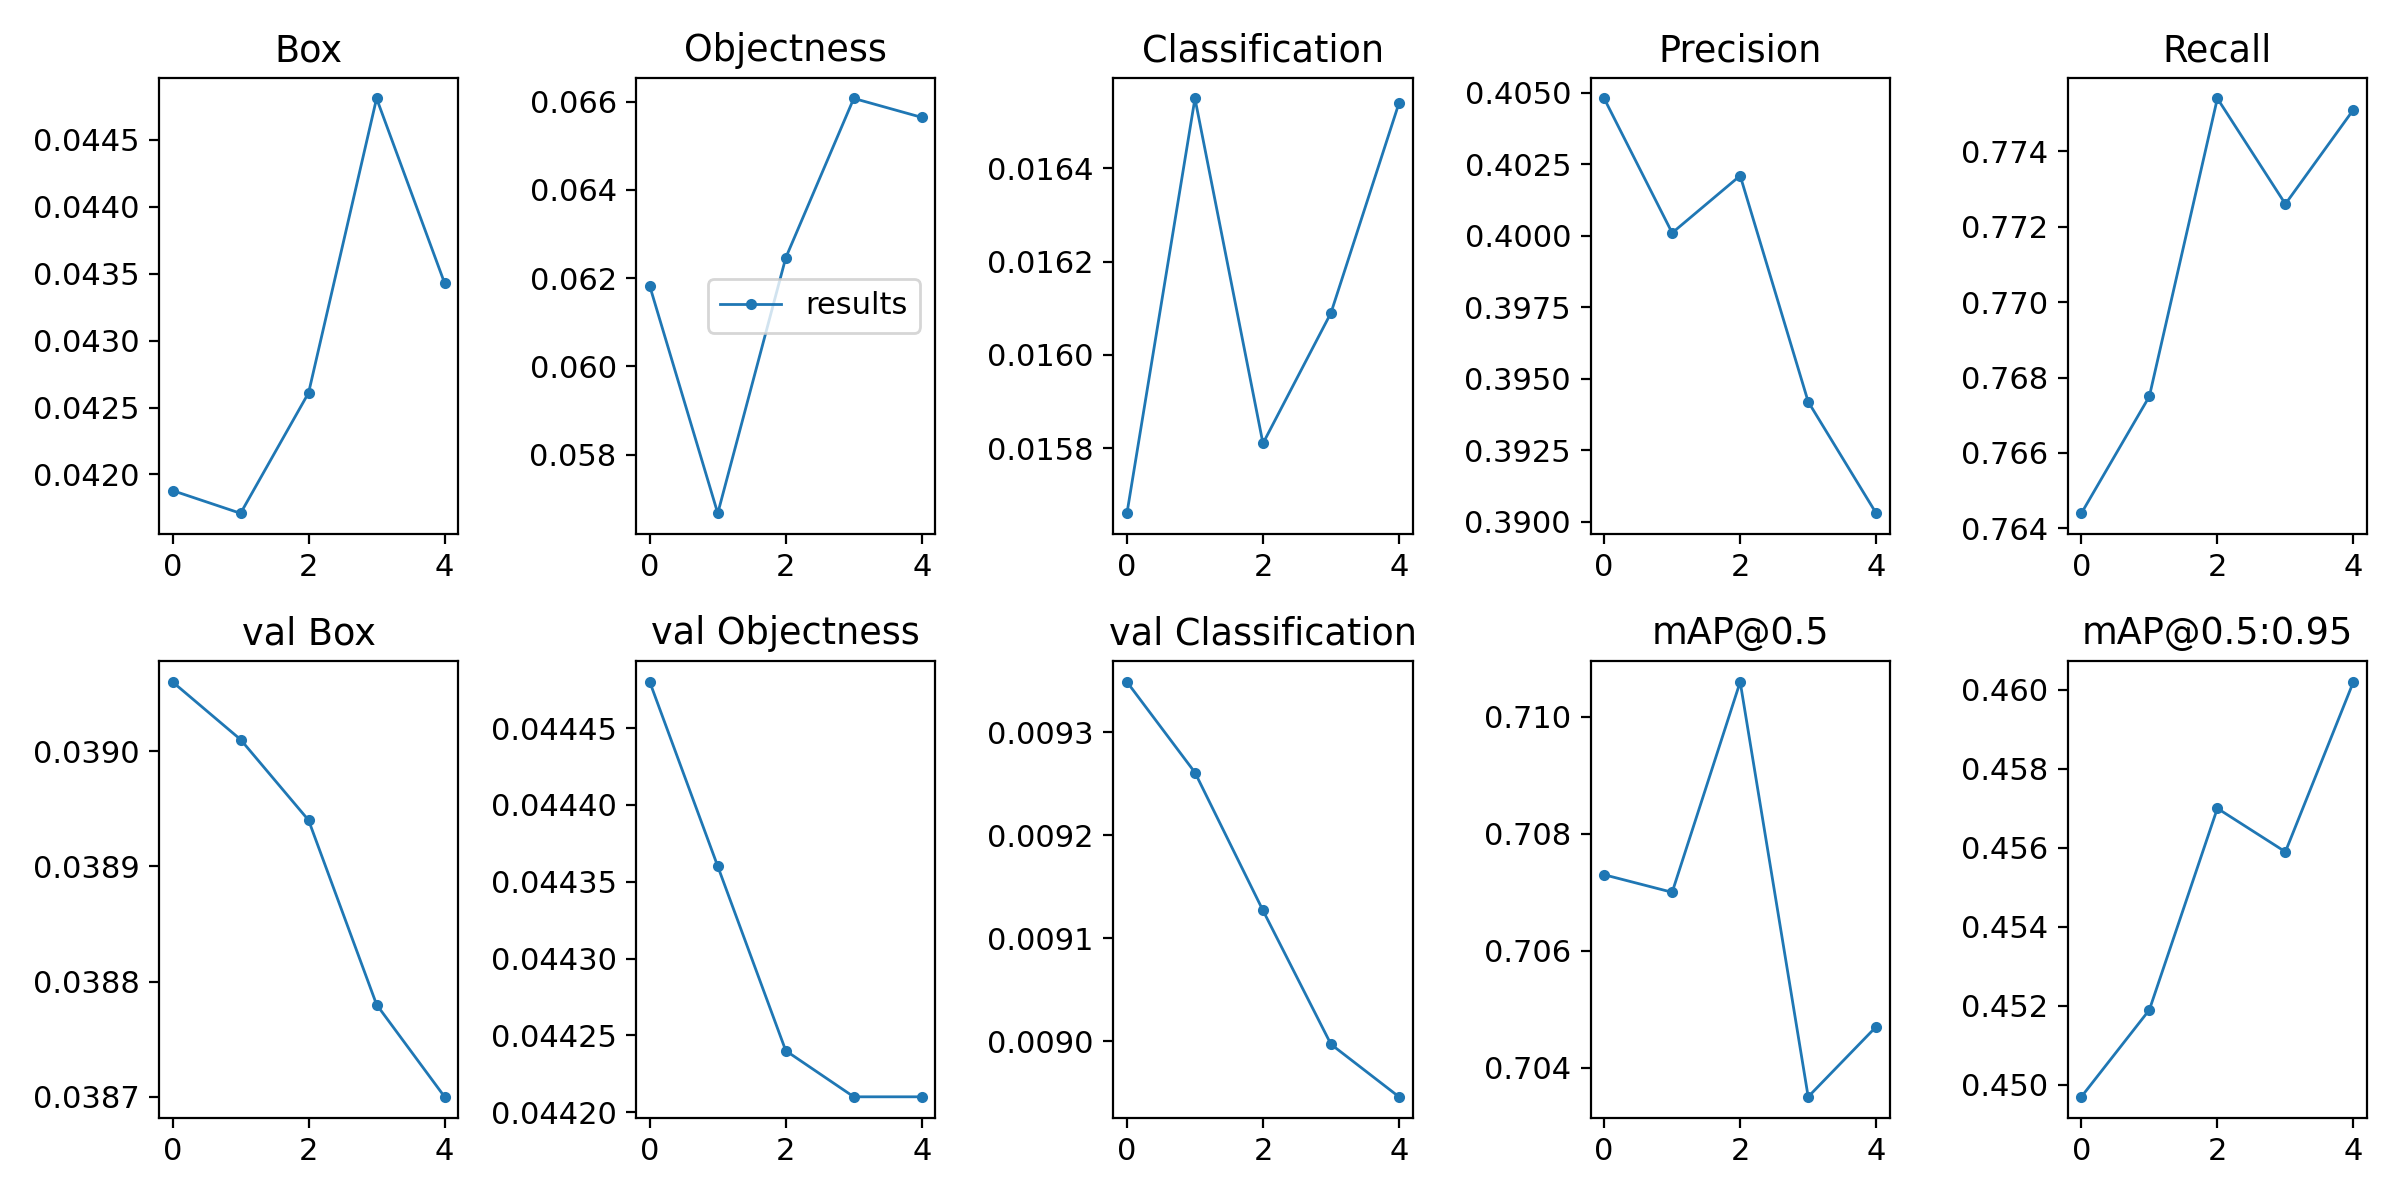 Box
0.0445
0.0440
0.0435
0.0430
0.0425
0.0420
0 2 4
Objectness
0.066
0.064
0.062
0.060
0.058
results
0 2 4
Classification
0.0164
0.0162
0.0160
0.0158
0 2 4
Precision
0.4050
0.4025
0.4000
0.3975
0.3950
0.3925
0.3900
0 2 4
Recall
0.774
0.772
0.770
0.768
0.766
0.764
0 2 4
val Box
0.0390
0.0389
0.0388
0.0387
0 2 4
val Objectness
0.04445
0.04440
0.04435
0.04430
0.04425
0.04420
0 2 4
val Classification
0.0093
0.0092
0.0091
0.0090
0 2 4
mAP@0.5
0.710
0.708
0.706
0.704
0 2 4
mAP@0.5:0.95
0.460
0.458
0.456
0.454
0.452
0.450
0 2 4